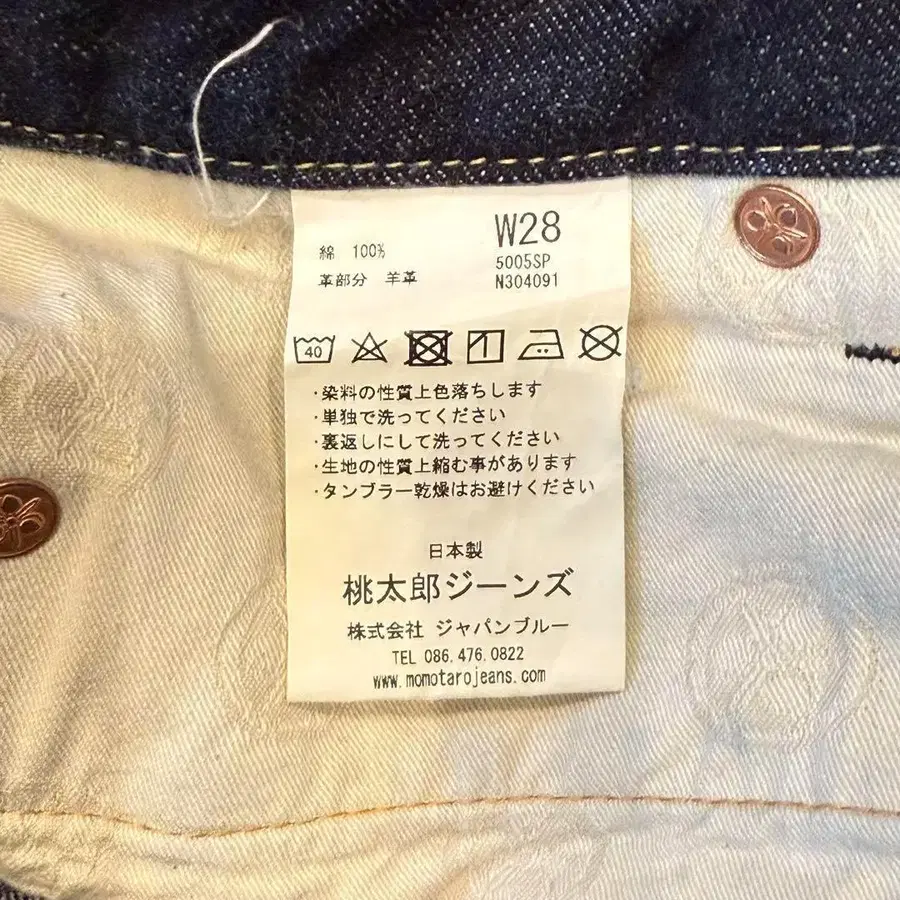 綿 100%
革部分 羊革
W28
5005SP
N304091
40
・染料の性質上色落ちします
・単独で洗ってください
・裏返しにして洗ってください
・生地の性質上縮む事があります
・タンブラー乾燥はお避けください
日本製
桃太郎ジーンズ
株式会社 ジャパンブルー
TEL 086.476.0822
www.momotarojeans.com